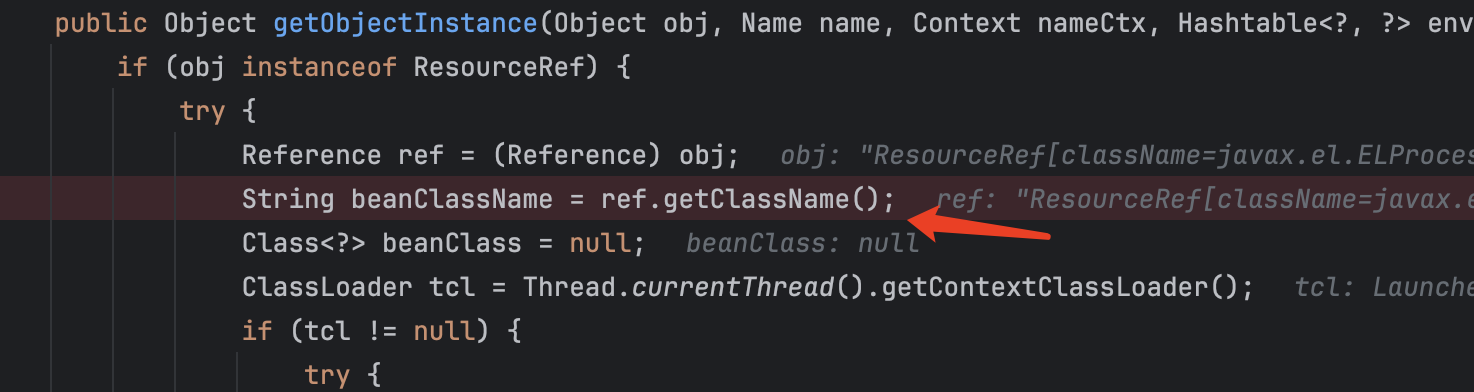 public Object getObjectInstance(Object obj, Name name, Context nameCtx, Hashtable<?, ?> env
if (obj instanceof ResourceRef) {
try {
Reference ref = (Reference) obj; obj: "ResourceRef[className=javax.el.ELProces
String beanClassName = ref.getClassName(); ref: "ResourceRef[className=javax.e
Class<?> beanClass = null; beanClass: null
ClassLoader tcl = Thread.currentThread().getContextClassLoader(); tcl: Launche
if (tcl != null) {
try {